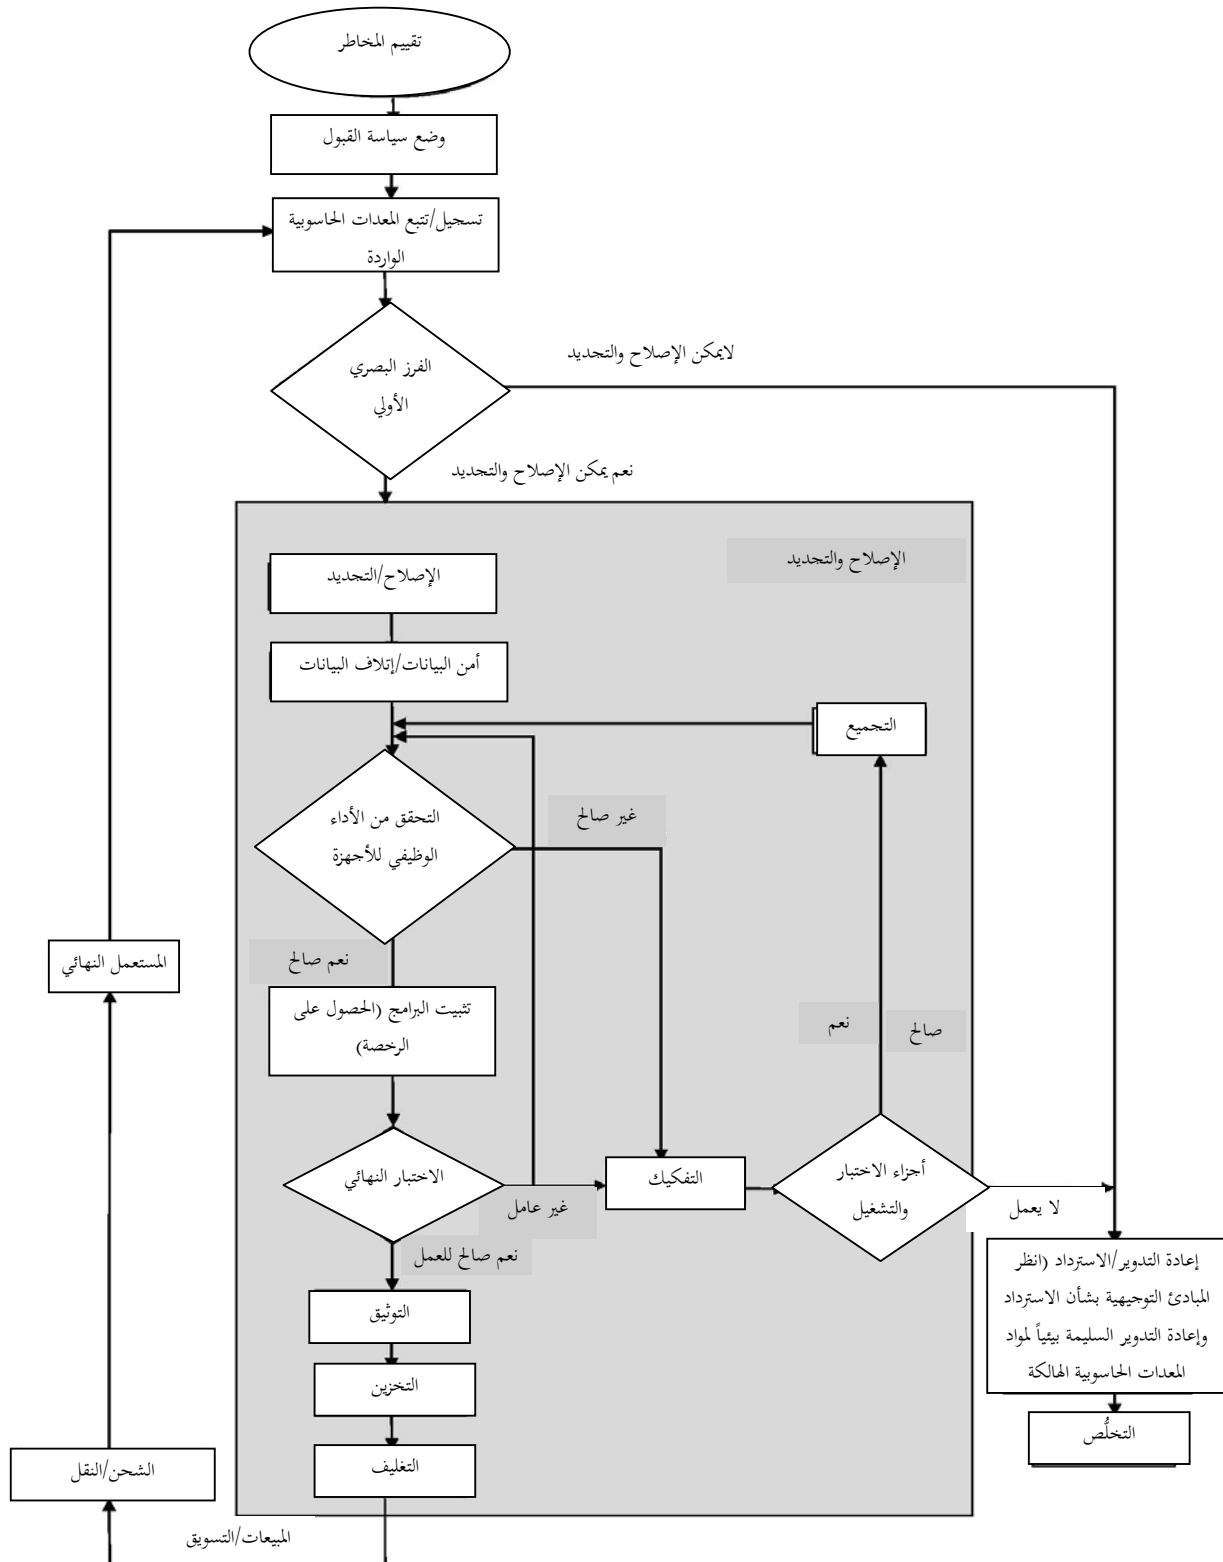 تقييم المخاطر
وضع سياسة القبول
تسجيل/تتبع المعدات الحاسوبية
الواردة
الفرز البصري
الأولي
لايمكن الإصلاح والتجديد
نعم يمكن الإصلاح والتجديد
الإصلاح والتجديد
الإصلاح/التجديد
أمن البيانات/إتلاف البيانات
التجميع
التحقق من الأداء
الوظيفي للأجهزة
غير صالح
نعم صالح
المستعمل النهائي
تثبيت البرامج (الحصول على
الرخصة)
صالح
نعم
الاختبار النهائي
التفكيك
أجزاء الاختبار
والتشغيل
غير عامل
لا يعمل
نعم صالح للعمل
إعادة التدوير/الاسترداد (انظر
المبادئ التوجيهية بشأن الاسترداد
وإعادة التدوير السليمة بيئياً لمواد
المعدات الحاسوبية الهالكة
التوثيق
التخزين
التخلُّص
التغليف
الشحن/النقل
المبيعات/التسويق